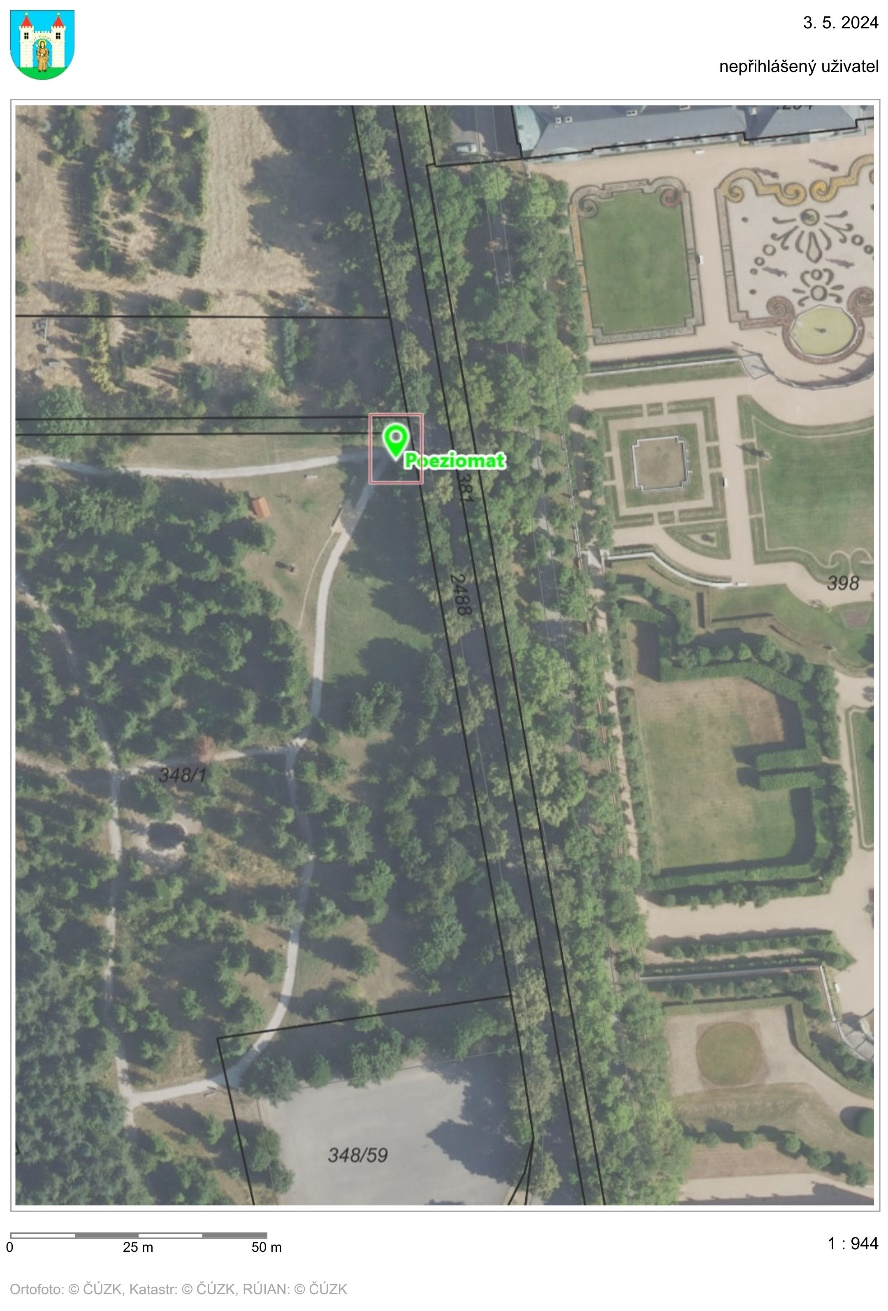 3. 5. 2024
nepřihlášený uživatel
Poeziomat
381
2488
398
348/1
348/59
0 25 m 50 m
1 : 944
Ortofoto: © ČÚZK, Katastr: © ČÚZK, RÚIAN: © ČÚZK